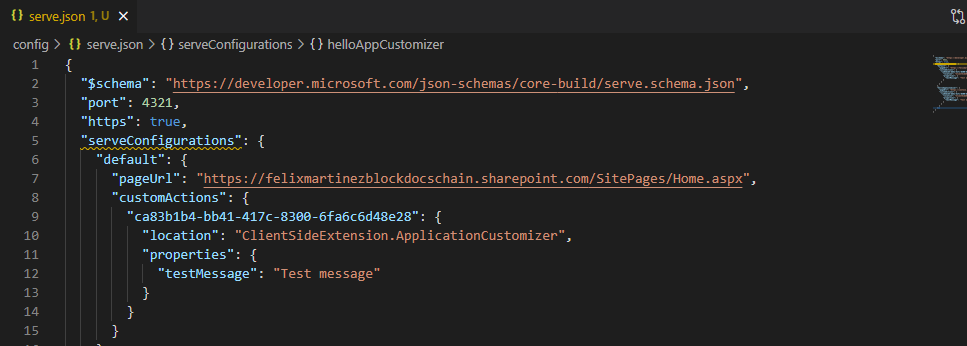 {} serve.json 1, U ×
config > {} serve.json > {} serveConfigurations > {} helloAppCustomizer
1 {
2 "$schema": "https://developer.microsoft.com/json-schemas/core-build/serve.schema.json",
3 "port": 4321,
4 "https": true,
5 "serveConfigurations": {
6 "default": {
7 "pageUrl": "https://felixmartinezblockdocschain.sharepoint.com/SitePages/Home.aspx",
8 "customActions": {
9 "ca83b1b4-bb41-417c-8300-6fa6c6d48e28": {
10 "location": "ClientSideExtension.ApplicationCustomizer",
11 "properties": {
12 "testMessage": "Test message"
13 }
14 }
15 }